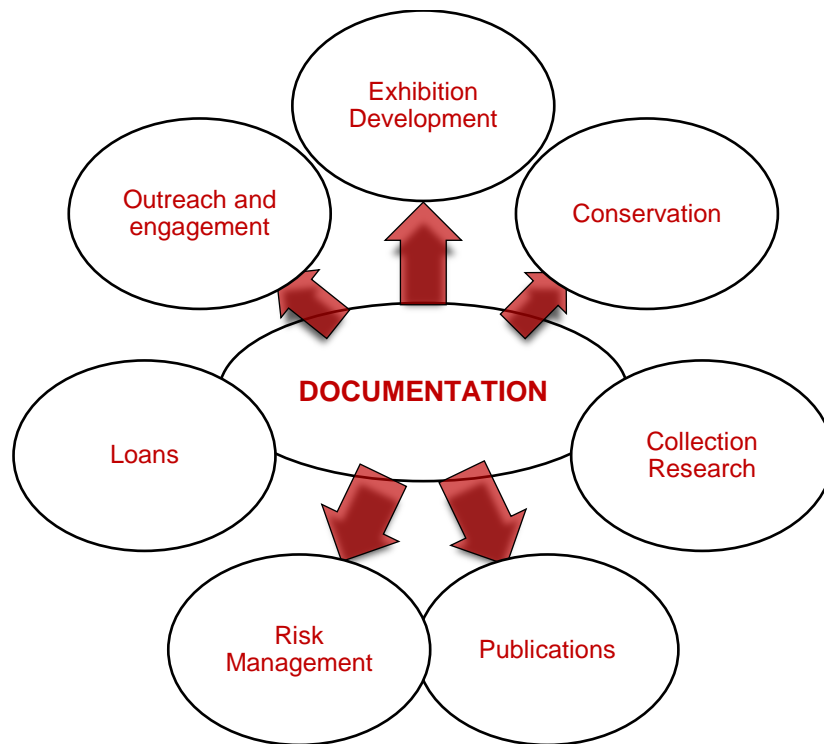 Exhibition
Development
Outreach and
engagement
Conservation
DOCUMENTATION
Loans
Collection
Research
Risk
Management
Publications